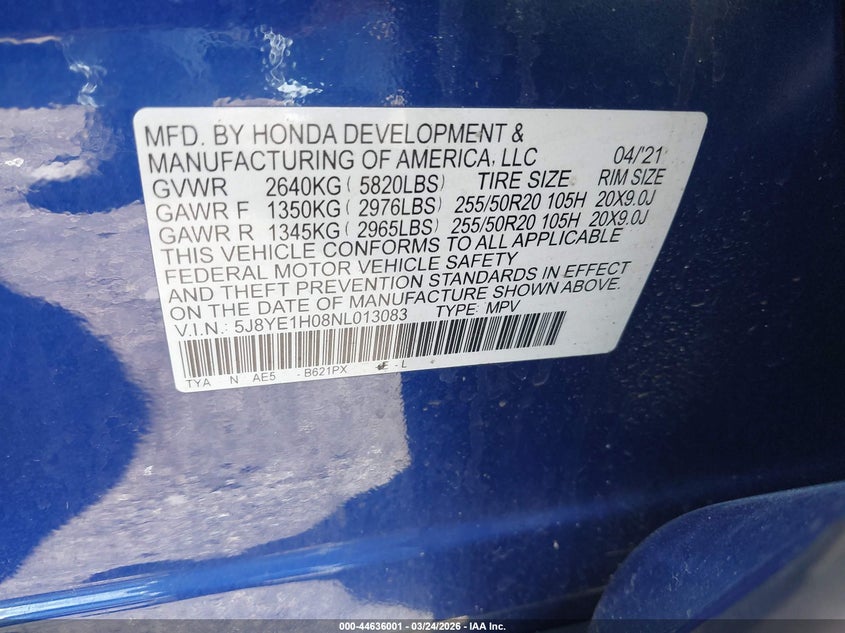 MFD. BY HONDA DEVELOPMENT &
MANUFACTURING OF AMERICA, LLC 04/'21
GVWR 2640KG ( 5820LBS) TIRE SIZE RIM SIZE
GAWR F 1350KG ( 2976LBS) 255/50R20 105H 20X9.0J
GAWR R 1345KG ( 2965LBS) 255/50R20 105H 20X9.0J
THIS VEHICLE CONFORMS TO ALL APPLICABLE
FEDERAL MOTOR VEHICLE SAFETY
AND THEFT PREVENTION STANDARDS IN EFFECT
ON THE DATE OF MANUFACTURE SHOWN ABOVE.
V.I.N.: 5J8YE1H08NL013083 TYPE: MPV
TYA N AE5 - B621PX - L
000-44636001 - 03/24/2026 - IAA Inc.